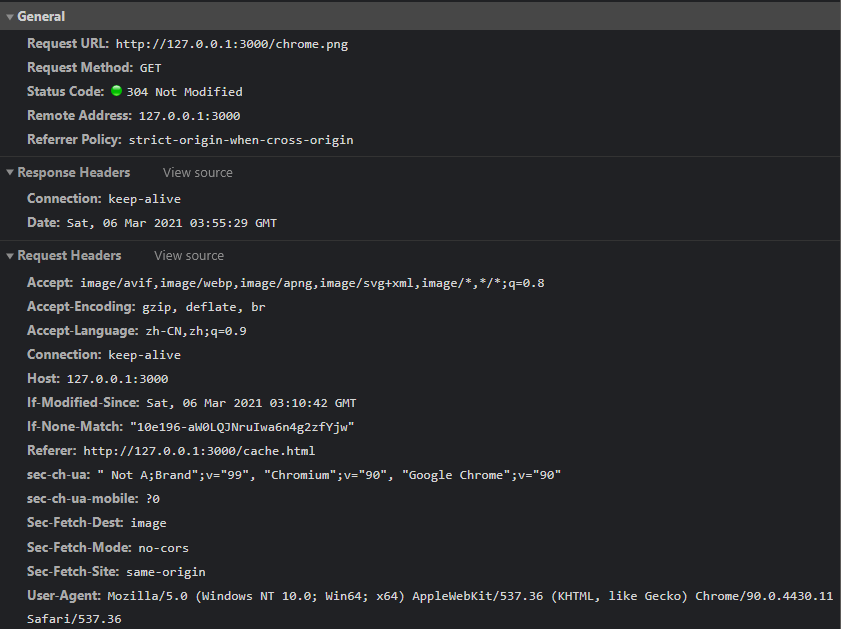 General
Request URL: http://127.0.0.1:3000/chrome.png
Request Method: GET
Status Code: 304 Not Modified
Remote Address: 127.0.0.1:3000
Referrer Policy: strict-origin-when-cross-origin
Response Headers View source
Connection: keep-alive
Date: Sat, 06 Mar 2021 03:55:29 GMT
Request Headers View source
Accept: image/avif,image/webp,image/apng,image/svg+xml,image/*,*/*;q=0.8
Accept-Encoding: gzip, deflate, br
Accept-Language: zh-CN,zh;q=0.9
Connection: keep-alive
Host: 127.0.0.1:3000
If-Modified-Since: Sat, 06 Mar 2021 03:10:42 GMT
If-None-Match: "10e196-aW0LQJNruIwa6n4g2zfYjw"
Referer: http://127.0.0.1:3000/cache.html
sec-ch-ua: " Not A;Brand";v="99", "Chromium";v="90", "Google Chrome";v="90"
sec-ch-ua-mobile: ?0
Sec-Fetch-Dest: image
Sec-Fetch-Mode: no-cors
Sec-Fetch-Site: same-origin
User-Agent: Mozilla/5.0 (Windows NT 10.0; Win64; x64) AppleWebKit/537.36 (KHTML, like Gecko) Chrome/90.0.4430.11
Safari/537.36